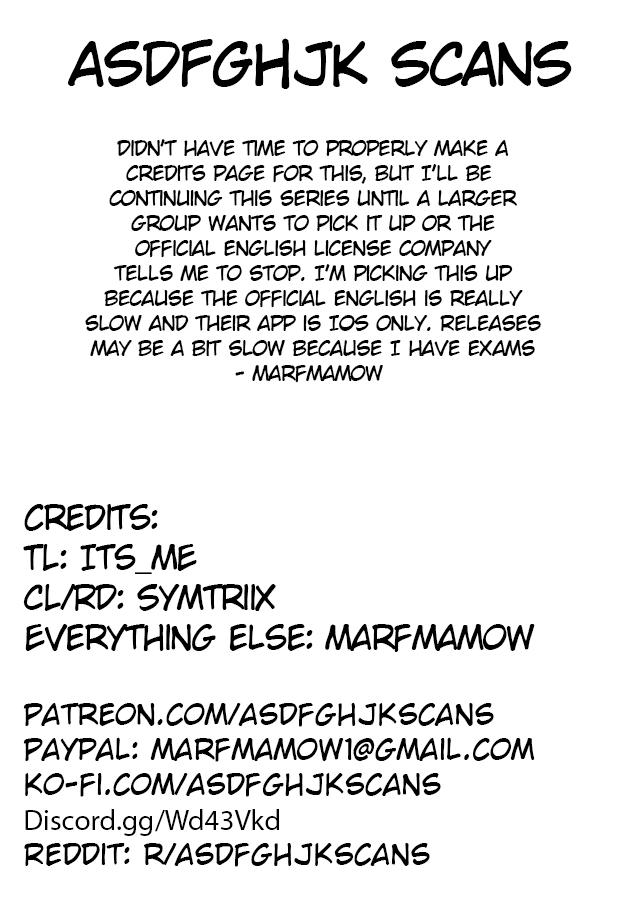 ASDFGHJK SCANS
DIDN'T HAVE TIME TO PROPERLY MAKE A
CREDITS PAGE FOR THIS, BUT I'LL BE
CONTINUING THIS SERIES UNTIL A LARGER
GROUP WANTS TO PICK IT UP OR THE
OFFICIAL ENGLISH LICENSE COMPANY
TELLS ME TO STOP. I'M PICKING THIS UP
BECAUSE THE OFFICIAL ENGLISH IS REALLY
SLOW AND THEIR APP IS IOS ONLY. RELEASES
MAY BE A BIT SLOW BECAUSE I HAVE EXAMS
- MARFMAMOW
CREDITS:
TL: ITS_ME
CL/RD: SYMTRIIX
EVERYTHING ELSE: MARFMAMOW
PATREON.COM/ASDFGHJKSCANS
PAYPAL: MARFMAMOW1@GMAIL.COM
KO-FI.COM/ASDFGHJKSCANS
Discord.gg/Wd43Vkd
REDDIT: R/ASDFGHJKSCANS